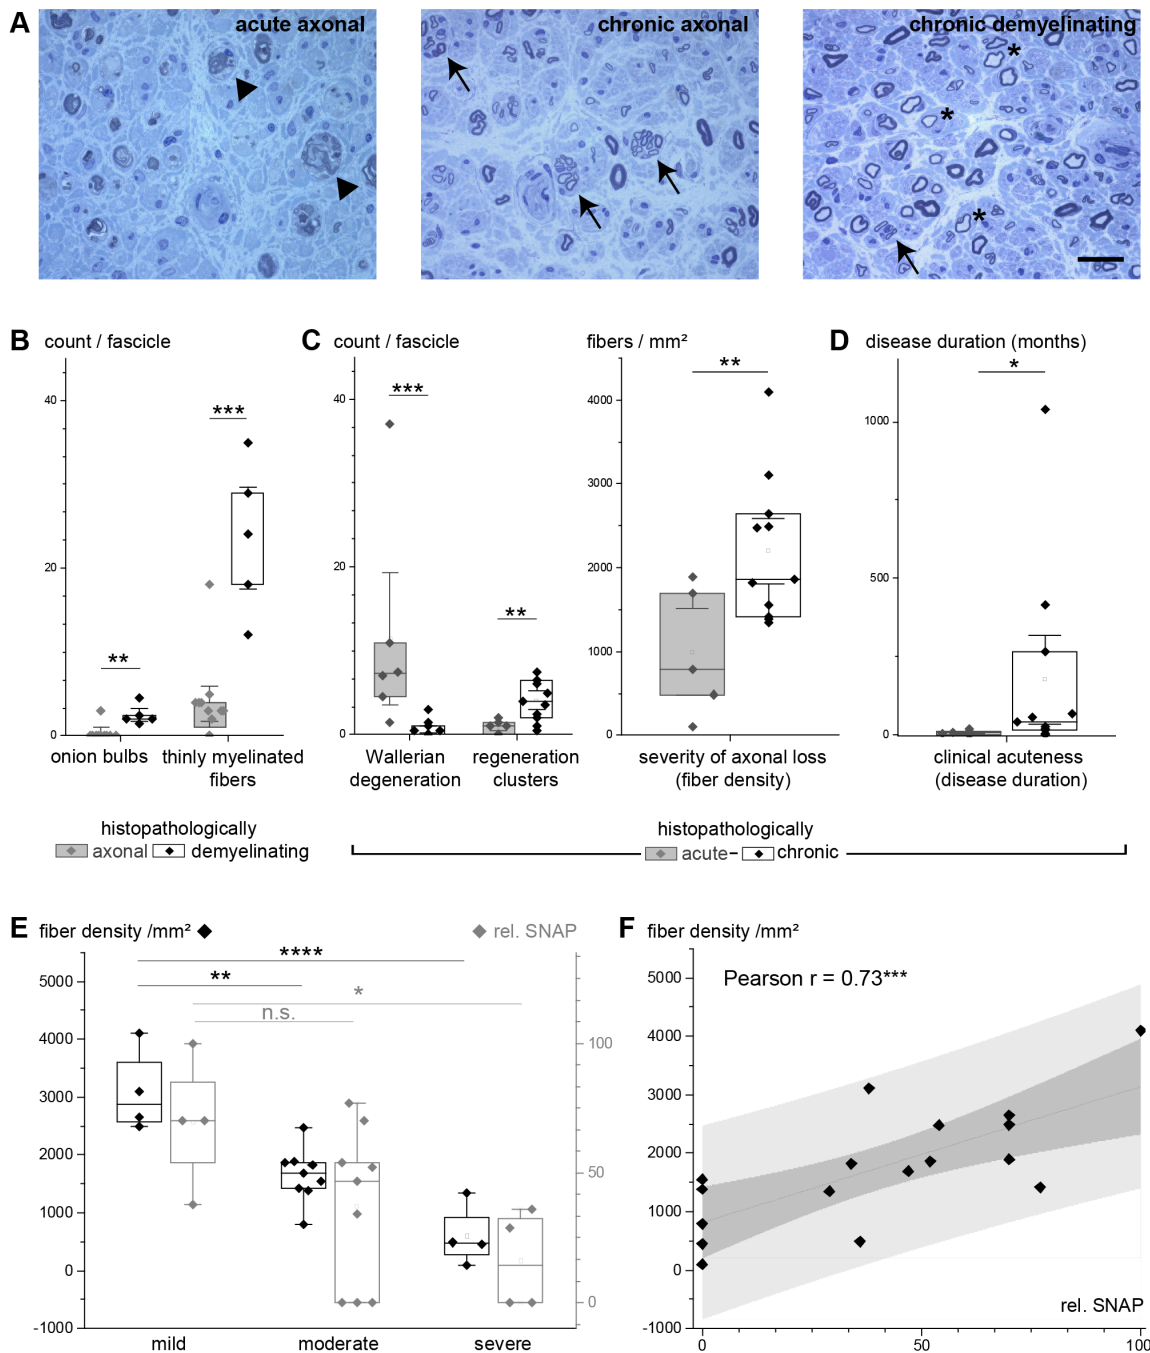 A
acute axonal
chronic axonal
chronic demyelinating
*
*
*
B
count / fascicle
40
20
0
***
**
onion bulbs
thinly myelinated
fibers
C
count / fascicle
40
20
0
***
**
Wallerian
degeneration
regeneration
clusters
fibers / mm²
4000
3000
2000
1000
0
**
severity of axonal loss
(fiber density)
D
disease duration (months)
1000
500
0
*
clinical acuteness
(disease duration)
histopathologically
axonal
demyelinating
histopathologically
acute
chronic
E
fiber density /mm²
rel. SNAP
5000
4000
3000
2000
1000
0
-1000
****
**
*
n.s.
100
50
0
mild
moderate
severe
F
fiber density /mm²
Pearson r = 0.73***
5000
4000
3000
2000
1000
0
-1000
rel. SNAP
0
50
100